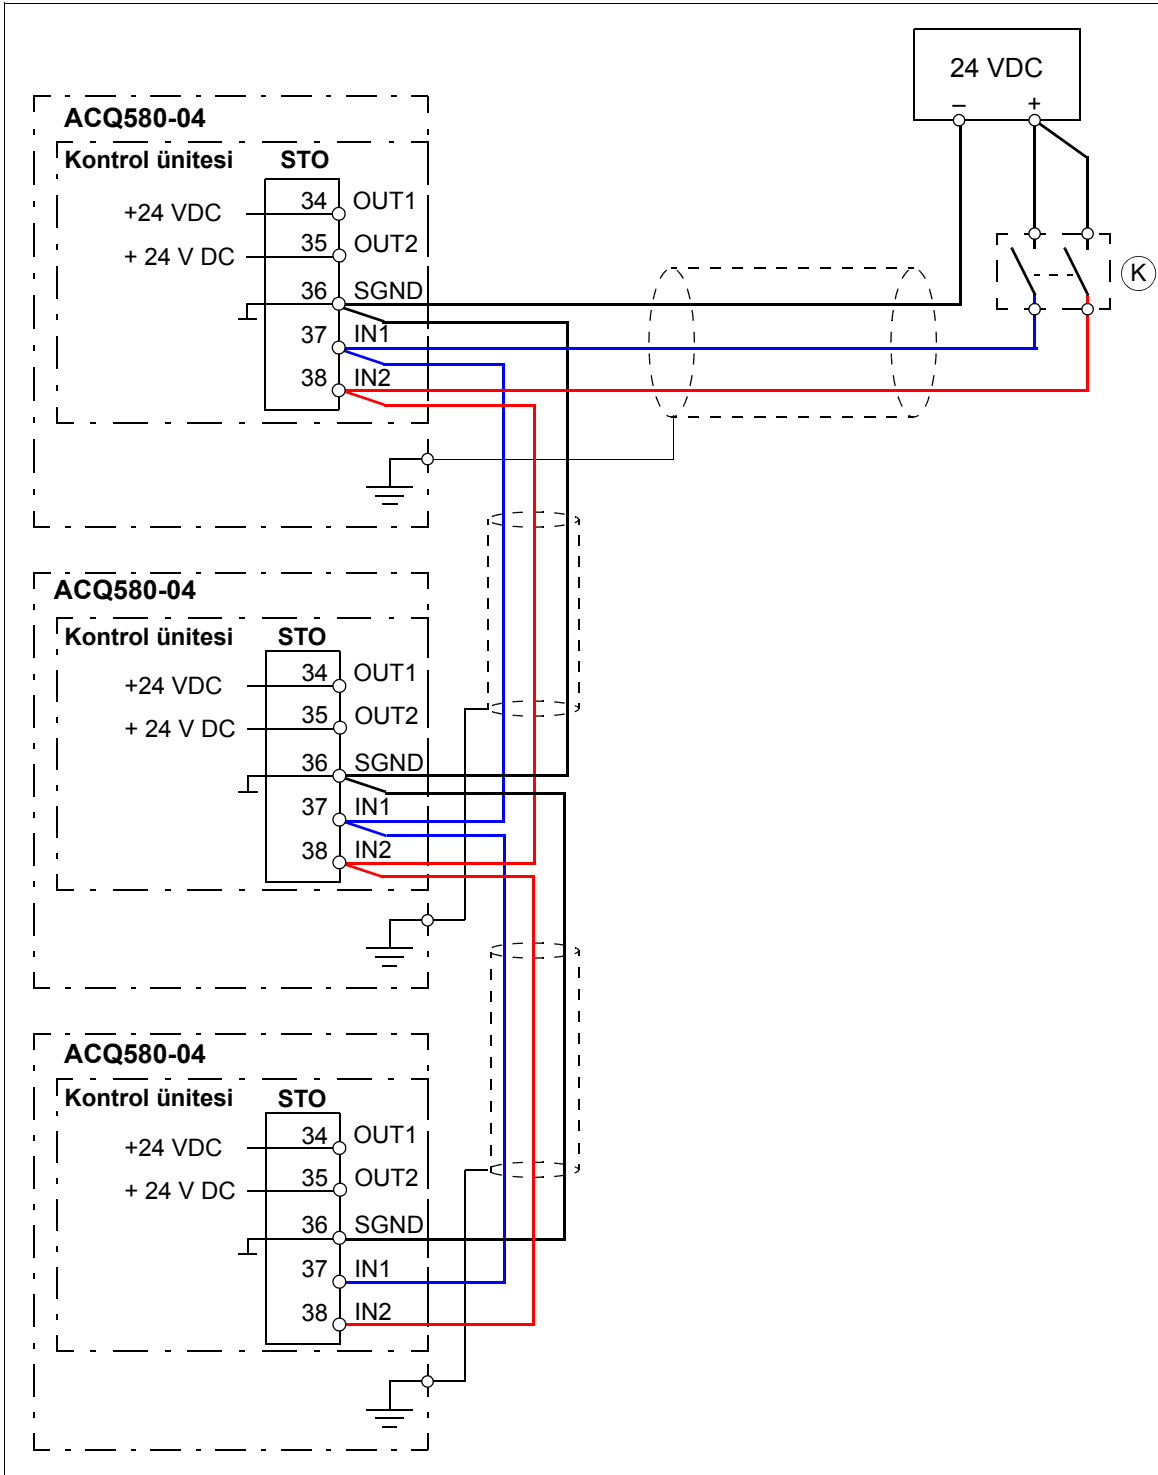 24 VDC
– +
K
ACQ580-04
Kontrol ünitesi STO
+24 VDC 34 OUT1
+ 24 V DC 35 OUT2
36 SGND
37 IN1
38 IN2
ACQ580-04
Kontrol ünitesi STO
+24 VDC 34 OUT1
+ 24 V DC 35 OUT2
36 SGND
37 IN1
38 IN2
ACQ580-04
Kontrol ünitesi STO
+24 VDC 34 OUT1
+ 24 V DC 35 OUT2
36 SGND
37 IN1
38 IN2